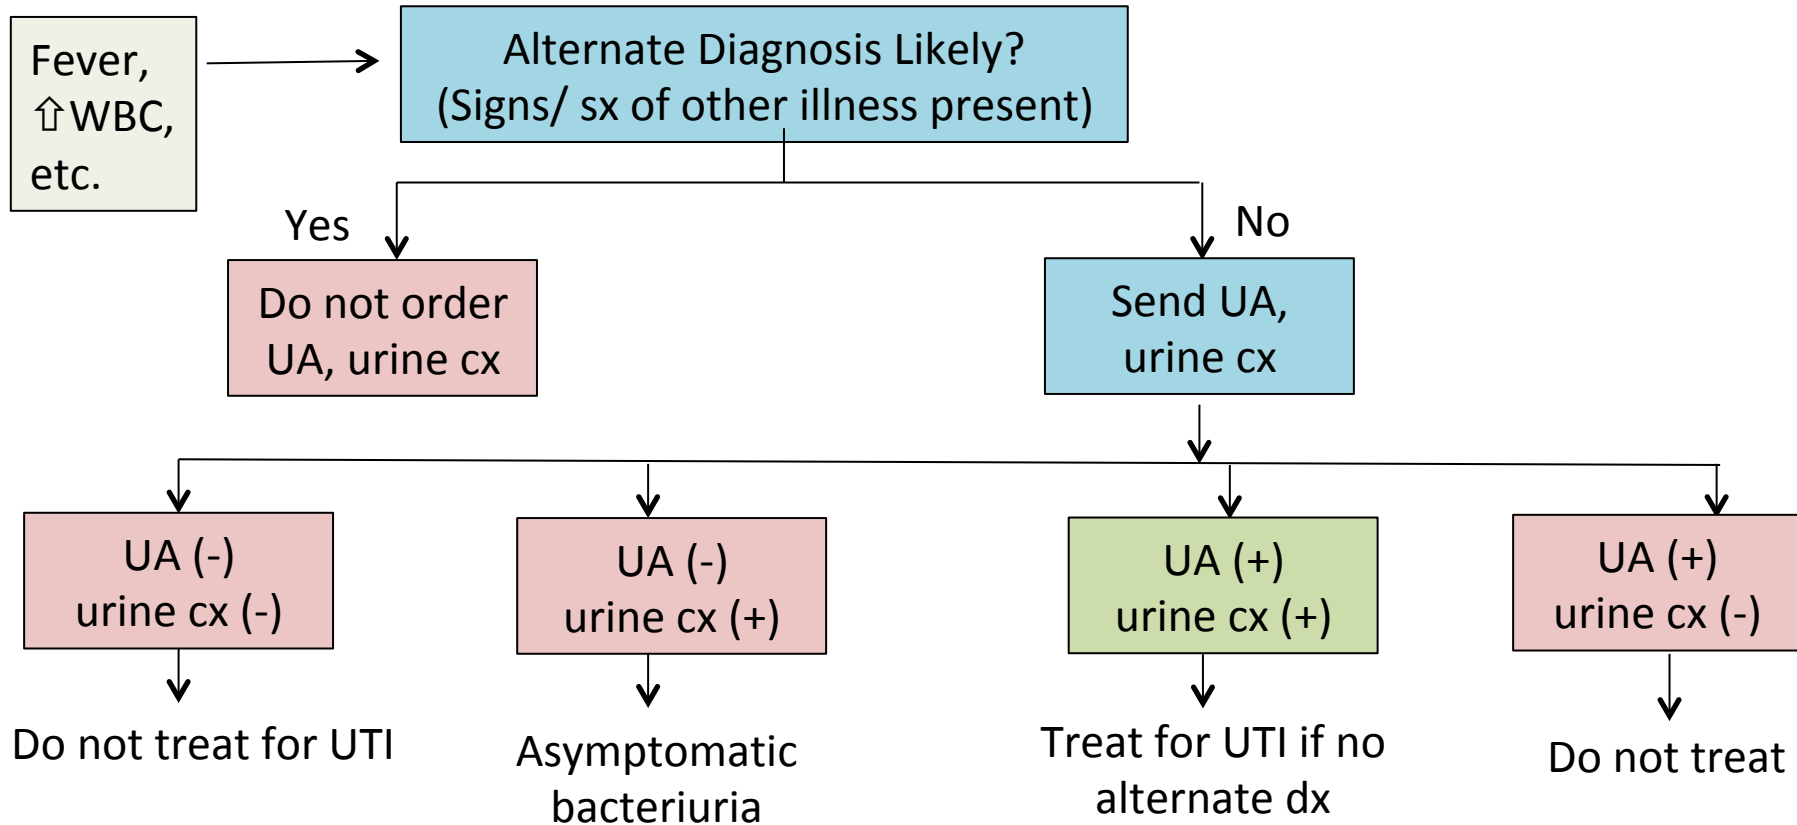 Fever,
⇧WBC,
etc.
Alternate Diagnosis Likely?
(Signs/ sx of other illness present)
Yes
No
Do not order
UA, urine cx
Send UA,
urine cx
UA (-)
urine cx (-)
UA (-)
urine cx (+)
UA (+)
urine cx (+)
UA (+)
urine cx (-)
Do not treat for UTI
Asymptomatic
bacteriuria
Treat for UTI if no
alternate dx
Do not treat